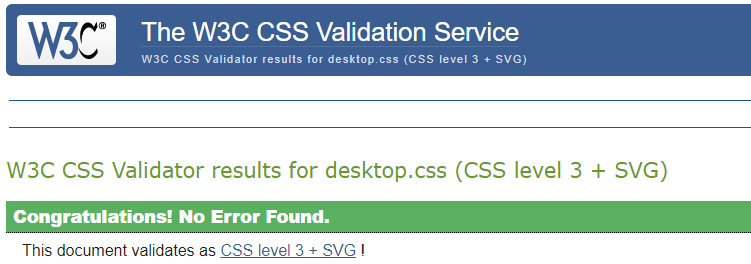 W3C®
The W3C CSS Validation Service
W3C CSS Validator results for desktop.css (CSS level 3 + SVG)
W3C CSS Validator results for desktop.css (CSS level 3 + SVG)
Congratulations! No Error Found.
This document validates as CSS level 3 + SVG !